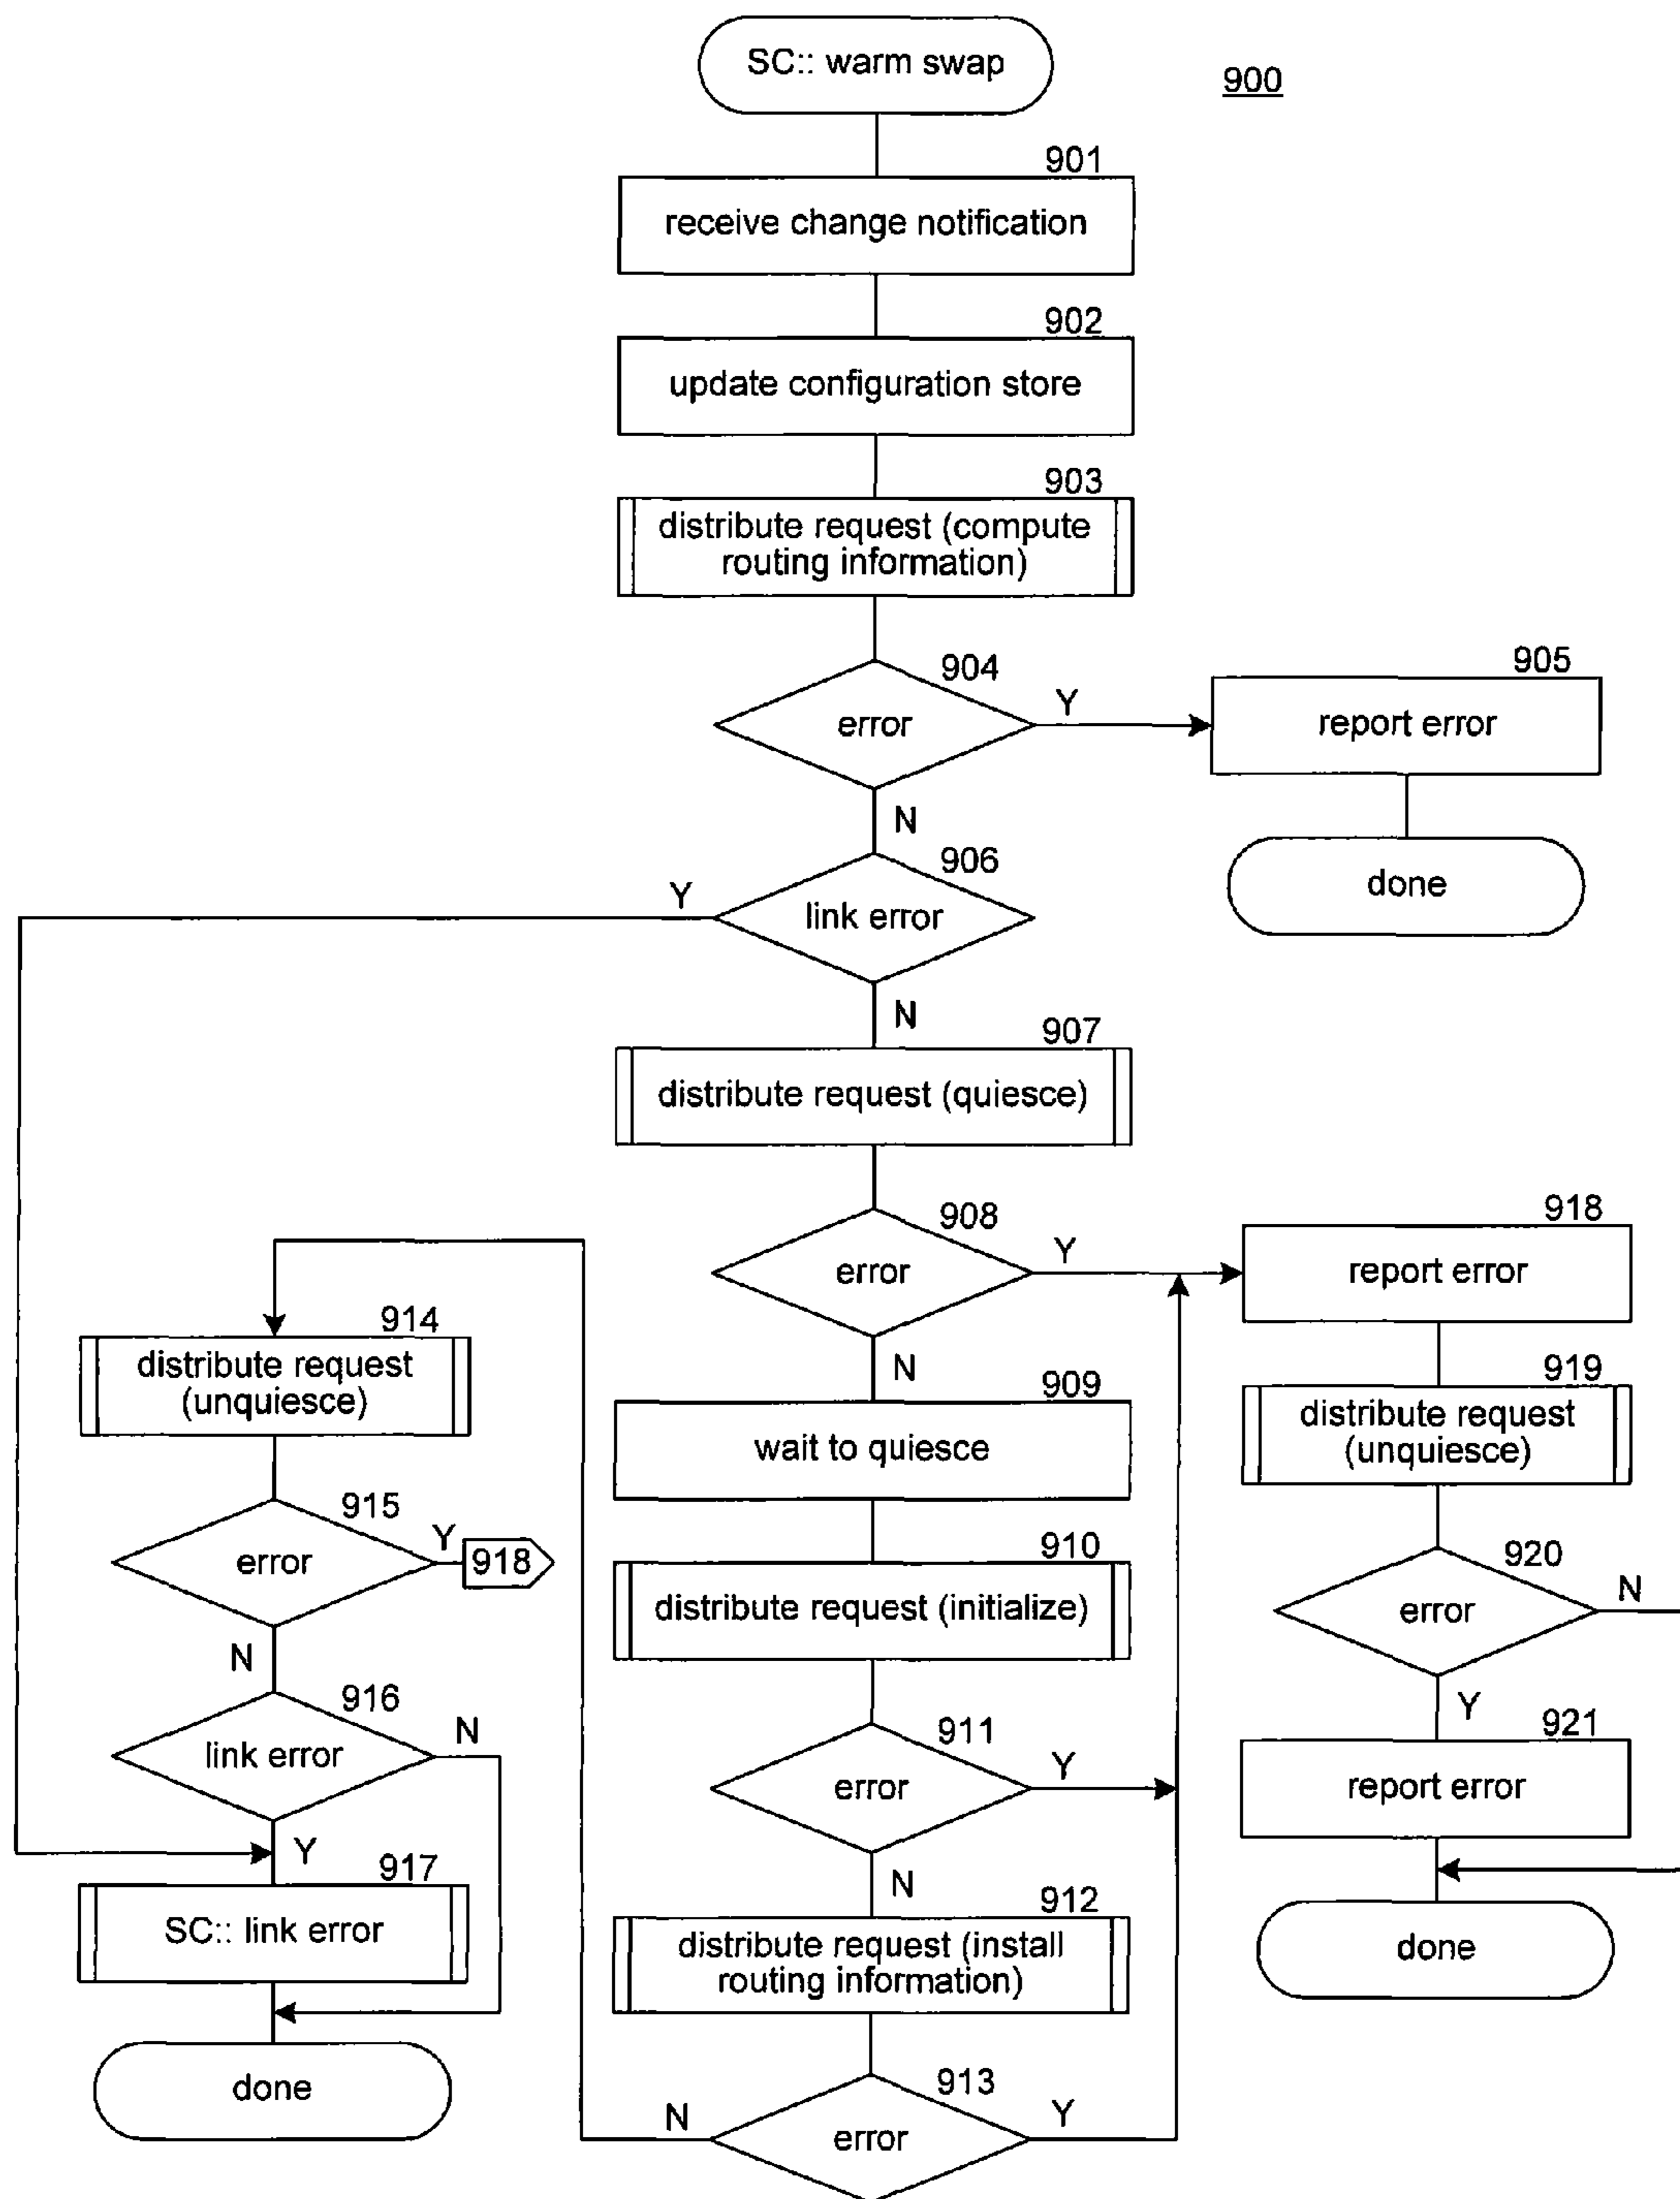 SC:: warm swap
900
901
receive change notification
902
update configuration store
903
distribute request (compute
routing information)
904
error
Y
905
report error
done
N
906
link error
Y
N
907
distribute request (quiesce)
908
error
Y
918
report error
914
distribute request
(unquiesce)
N
909
wait to quiesce
919
distribute request
(unquiesce)
915
error
Y
918
910
distribute request (initialize)
920
error
N
N
916
link error
N
911
error
Y
Y
921
report error
Y
917
SC:: link error
N
912
distribute request (install
routing information)
done
done
913
error
N
Y